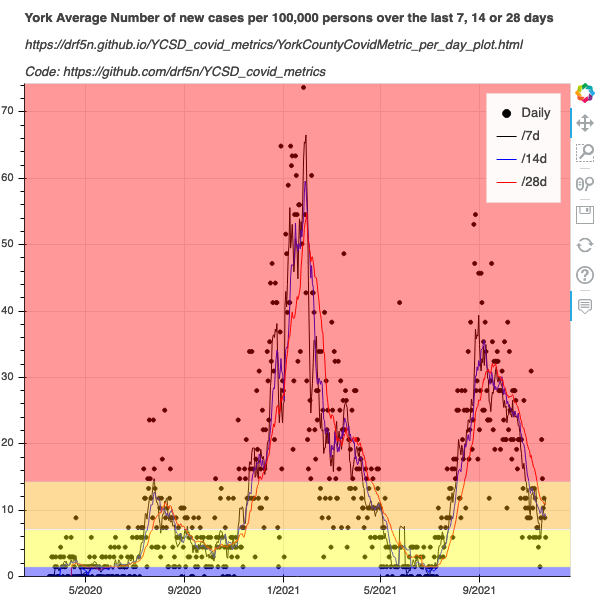 York Average Number of new cases per 100,000 persons over the last 7, 14 or 28 days
https://drf5n.github.io/YCSD_covid_metrics/YorkCountyCovidMetric_per_day_plot.html
Code: https://github.com/drf5n/YCSD_covid_metrics
Daily
/7d
/14d
/28d
70
60
50
40
30
20
10
0
5/2020 9/2020 1/2021 5/2021 9/2021